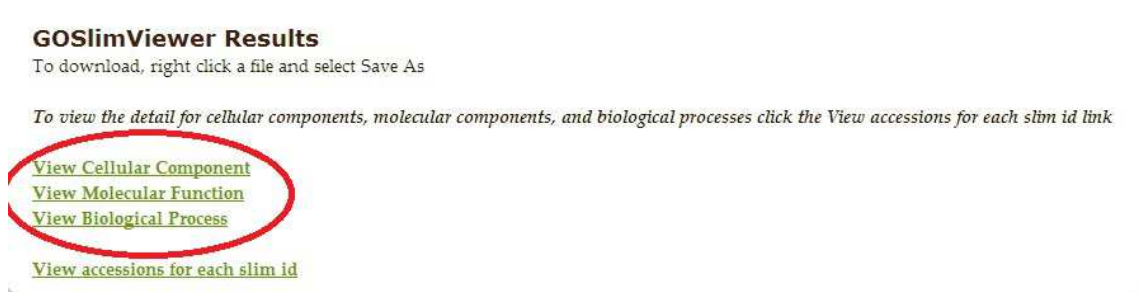 GOSlimViewer Results
To download, right click a file and select Save As
To view the detail for cellular components, molecular components, and biological processes click the View accessions for each slim id link
View Cellular Component
View Molecular Function
View Biological Process
View accessions for each slim id